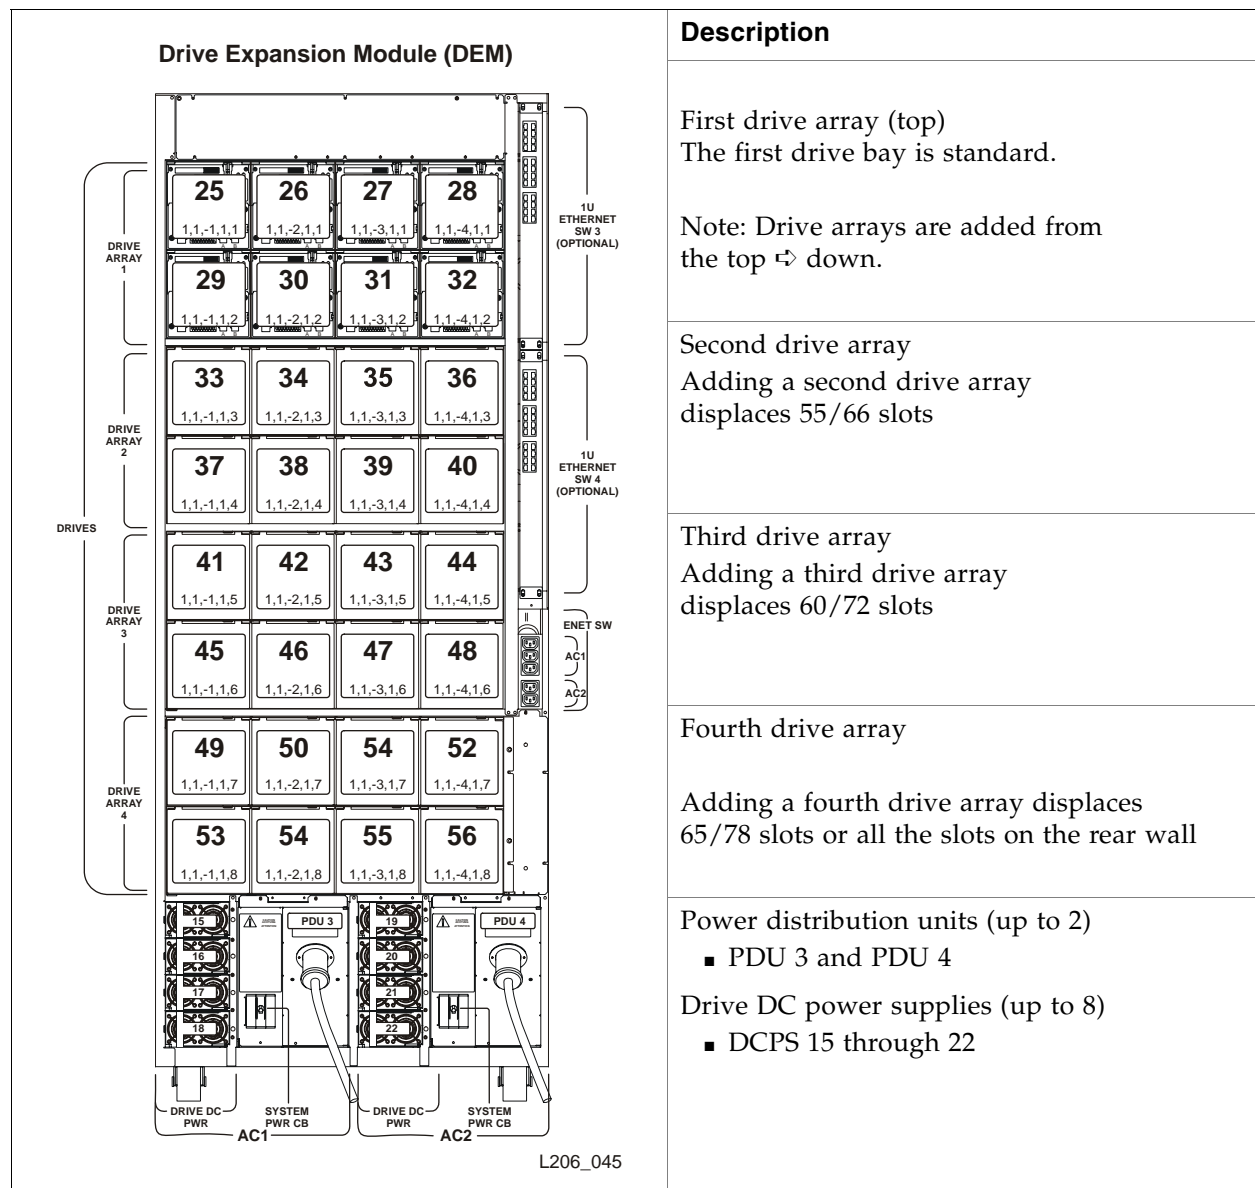 Drive Expansion Module (DEM)
25 26 27 28
1,1,-1,1,1 1,1,-2,1,1 1,1,-3,1,1 1,1,-4,1,1
29 30 31 32
1,1,-1,1,2 1,1,-2,1,2 1,1,-3,1,2 1,1,-4,1,2
33 34 35 36
1,1,-1,1,3 1,1,-2,1,3 1,1,-3,1,3 1,1,-4,1,3
37 38 39 40
1,1,-1,1,4 1,1,-2,1,4 1,1,-3,1,4 1,1,-4,1,4
41 42 43 44
1,1,-1,1,5 1,1,-2,1,5 1,1,-3,1,5 1,1,-4,1,5
45 46 47 48
1,1,-1,1,6 1,1,-2,1,6 1,1,-3,1,6 1,1,-4,1,6
49 50 54 52
1,1,-1,1,7 1,1,-2,1,7 1,1,-3,1,7 1,1,-4,1,7
53 54 55 56
1,1,-1,1,8 1,1,-2,1,8 1,1,-3,1,8 1,1,-4,1,8
DRIVES
DRIVE
ARRAY
1
DRIVE
ARRAY
2
DRIVE
ARRAY
3
DRIVE
ARRAY
4
1U
ETHERNET
SW 3
(OPTIONAL)
1U
ETHERNET
SW 4
(OPTIONAL)
ENET SW
AC1
AC2
15 PDU 3 19 PDU 4
16 20
17 21
18 22
DRIVE DC
PWR
SYSTEM
PWR CB
DRIVE DC
PWR
SYSTEM
PWR CB
AC1 AC2
L206_045
Description
First drive array (top)
The first drive bay is standard.
Note: Drive arrays are added from
the top ➪ down.
Second drive array
Adding a second drive array
displaces 55/66 slots
Third drive array
Adding a third drive array
displaces 60/72 slots
Fourth drive array
Adding a fourth drive array displaces
65/78 slots or all the slots on the rear wall
Power distribution units (up to 2)
■ PDU 3 and PDU 4
Drive DC power supplies (up to 8)
■ DCPS 15 through 22